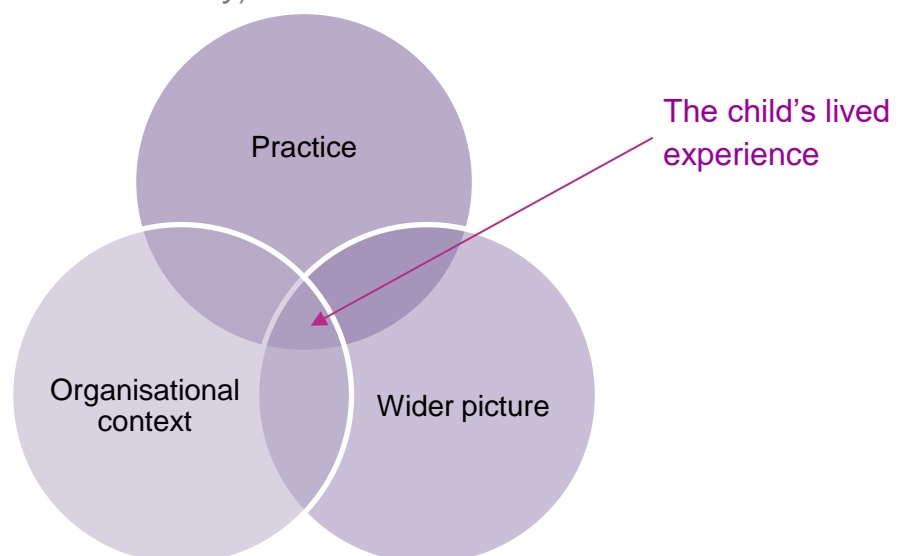 Practice
The child's lived
experience
Organisational
context
Wider picture